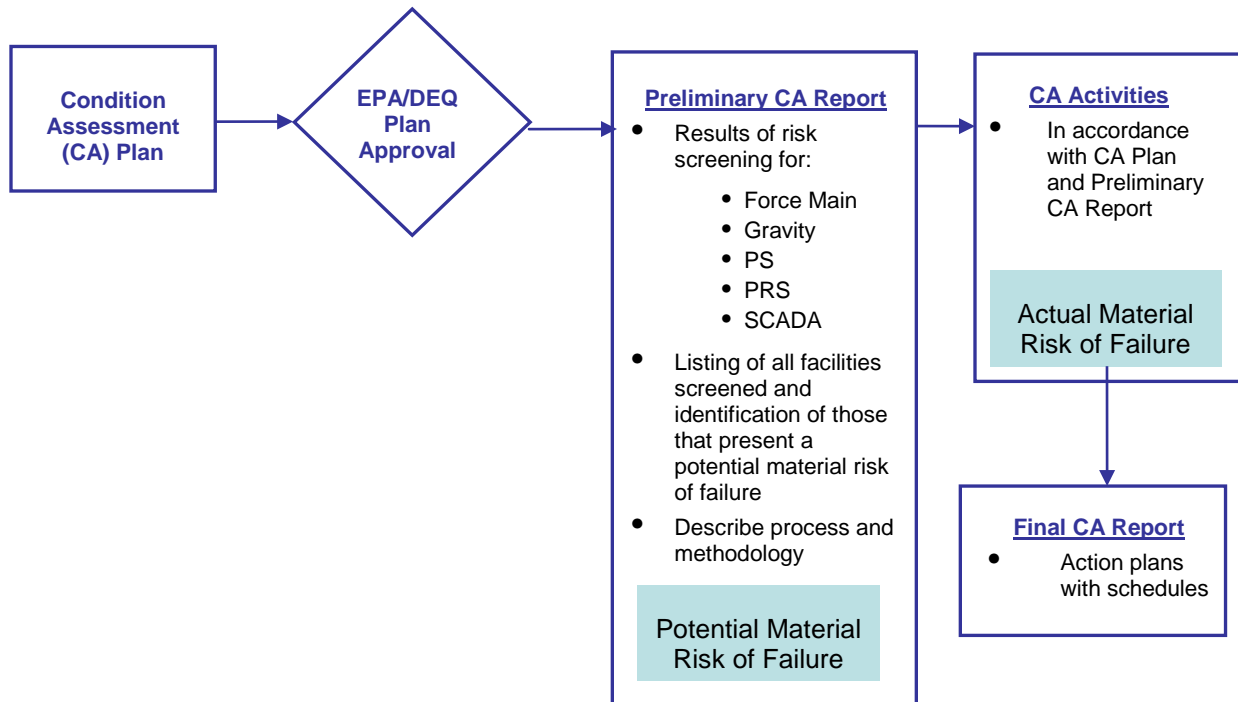 Condition
Assessment
(CA) Plan
EPA/DEQ
Plan
Approval
Preliminary CA Report
• Results of risk
screening for:
• Force Main
• Gravity
• PS
• PRS
• SCADA
• Listing of all facilities
screened and
identification of those
that present a
potential material risk
of failure
• Describe process and
methodology
Potential Material
Risk of Failure
CA Activities
• In accordance
with CA Plan
and Preliminary
CA Report
Actual Material
Risk of Failure
Final CA Report
• Action plans
with schedules